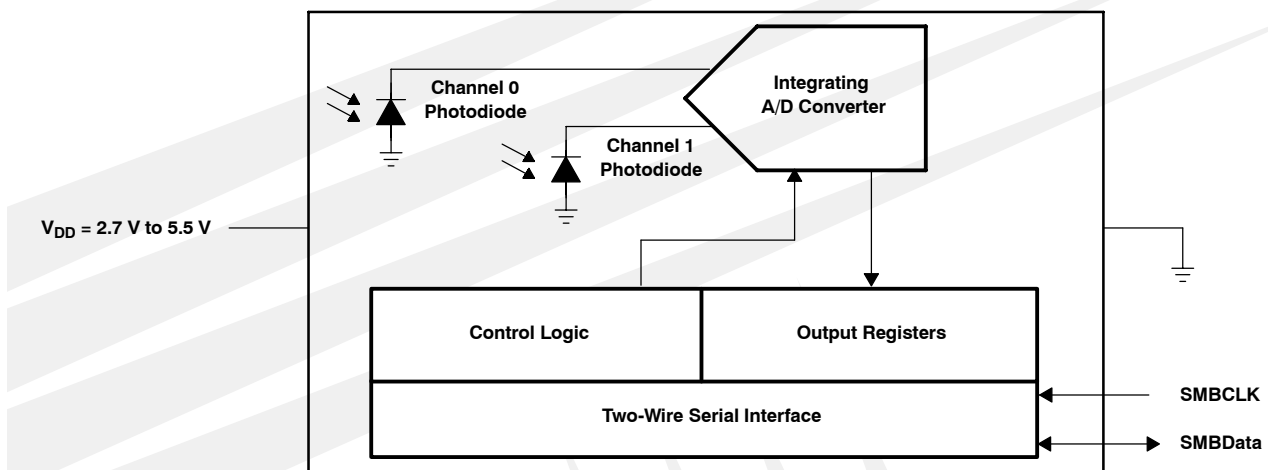 Channel 0
Photodiode
Integrating
A/D Converter
Channel 1
Photodiode
VDD = 2.7 V to 5.5 V
Control Logic
Output Registers
Two-Wire Serial Interface
SMBCLK
SMBData